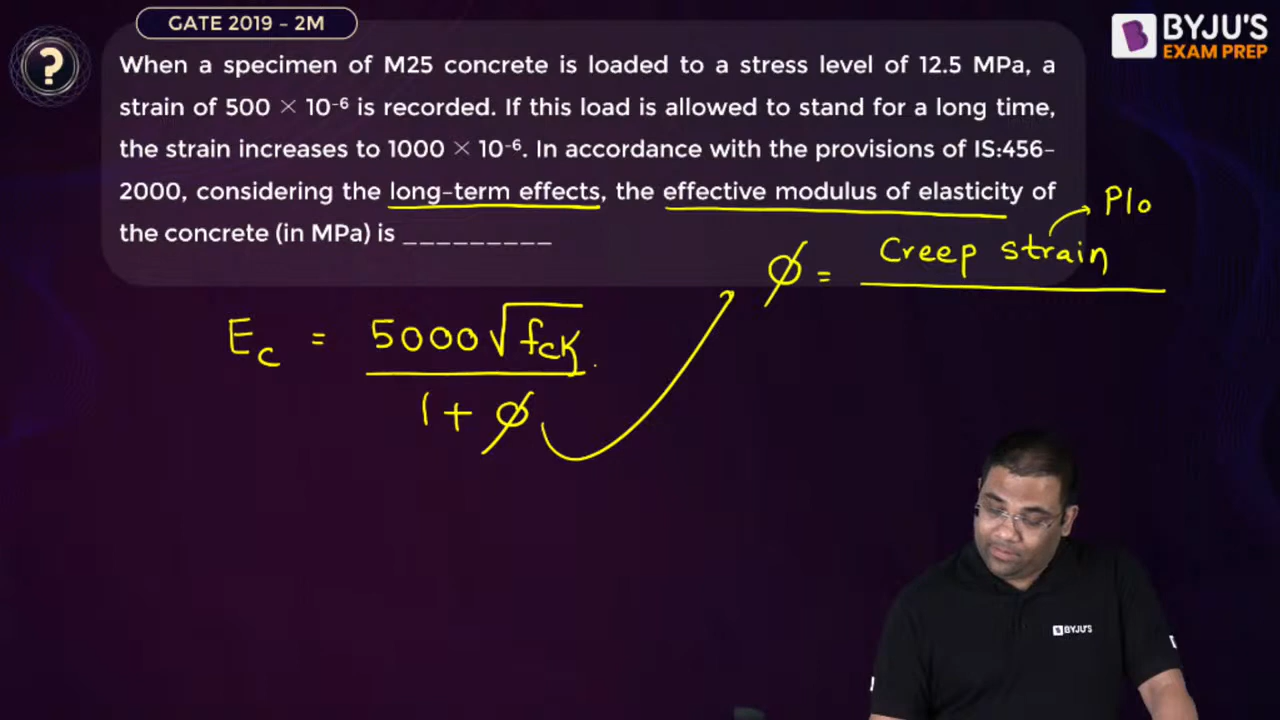 GATE 2019 – 2M
BYJU'S
EXAM PREP
?
When a specimen of M25 concrete is loaded to a stress level of 12.5 MPa, a
strain of 500 × 10⁻⁶ is recorded. If this load is allowed to stand for a long time,
the strain increases to 1000 × 10⁻⁶. In accordance with the provisions of IS:456–
2000, considering the long-term effects, the effective modulus of elasticity of
the concrete (in MPa) is _________
Plo
ϕ = Creep strain
E_c = 5000 √f_ck
1 + ϕ
BYJU'S